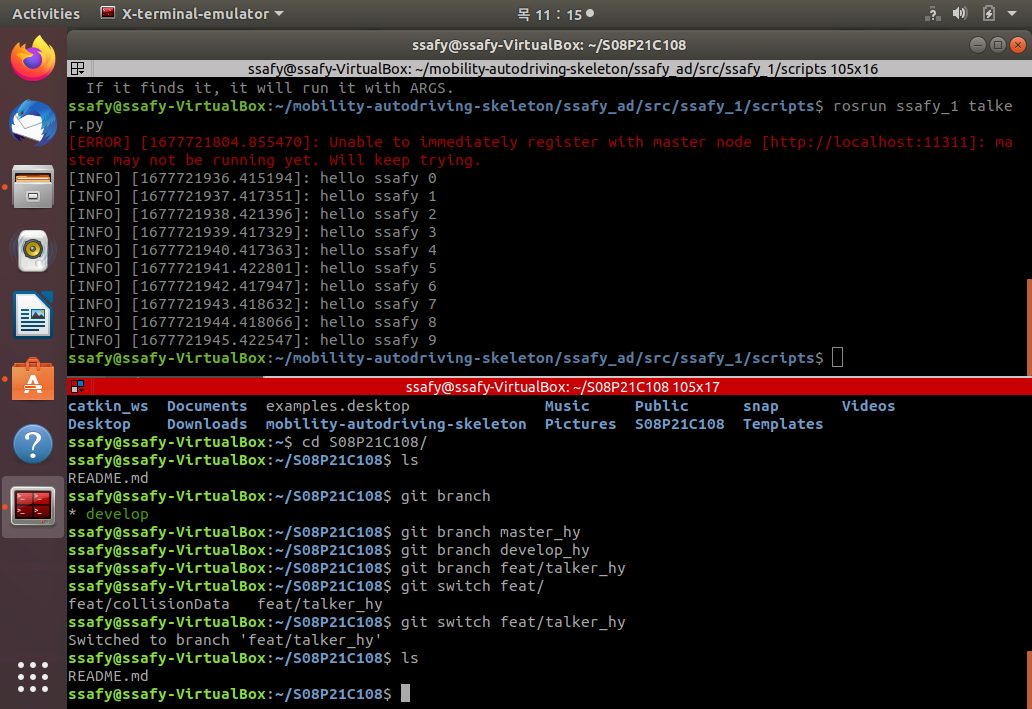 Activities X-terminal-emulator 목 11 : 15
ssafy@ssafy-VirtualBox: ~/S08P21C108
ssafy@ssafy-VirtualBox: ~/mobility-autodriving-skeleton/ssafy_ad/src/ssafy_1/scripts 105x16
If it finds it, it will run it with ARGS.
ssafy@ssafy-VirtualBox:~/mobility-autodriving-skeleton/ssafy_ad/src/ssafy_1/scripts$ rosrun ssafy_1 talke
r.py
[ERROR] [1677721804.855470]: Unable to immediately register with master node [http://localhost:11311]: ma
ster may not be running yet. Will keep trying.
[INFO] [1677721936.415194]: hello ssafy 0
[INFO] [1677721937.417351]: hello ssafy 1
[INFO] [1677721938.421396]: hello ssafy 2
[INFO] [1677721939.417329]: hello ssafy 3
[INFO] [1677721940.417363]: hello ssafy 4
[INFO] [1677721941.422801]: hello ssafy 5
[INFO] [1677721942.417947]: hello ssafy 6
[INFO] [1677721943.418632]: hello ssafy 7
[INFO] [1677721944.418066]: hello ssafy 8
[INFO] [1677721945.422547]: hello ssafy 9
ssafy@ssafy-VirtualBox:~/mobility-autodriving-skeleton/ssafy_ad/src/ssafy_1/scripts$
ssafy@ssafy-VirtualBox: ~/S08P21C108 105x17
catkin_ws Documents examples.desktop Music Public snap Videos
Desktop Downloads mobility-autodriving-skeleton Pictures S08P21C108 Templates
ssafy@ssafy-VirtualBox:~$ cd S08P21C108/
ssafy@ssafy-VirtualBox:~/S08P21C108$ ls
README.md
ssafy@ssafy-VirtualBox:~/S08P21C108$ git branch
* develop
ssafy@ssafy-VirtualBox:~/S08P21C108$ git branch master_hy
ssafy@ssafy-VirtualBox:~/S08P21C108$ git branch develop_hy
ssafy@ssafy-VirtualBox:~/S08P21C108$ git branch feat/talker_hy
ssafy@ssafy-VirtualBox:~/S08P21C108$ git switch feat/
feat/collisionData feat/talker_hy
ssafy@ssafy-VirtualBox:~/S08P21C108$ git switch feat/talker_hy
Switched to branch 'feat/talker_hy'
ssafy@ssafy-VirtualBox:~/S08P21C108$ ls
README.md
ssafy@ssafy-VirtualBox:~/S08P21C108$